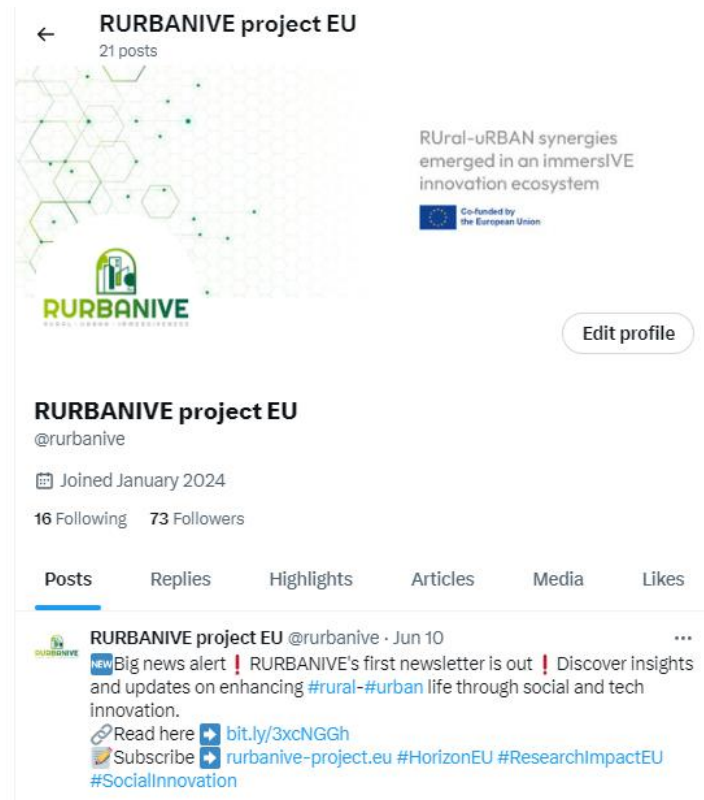 RURBANIVE project EU
21 posts
RUral-uRBAN synergies
emerged in an immersIVE
innovation ecosystem
Co-funded by
the European Union
RURBANIVE
RURAL - URBAN - IMMERSIVENESS
Edit profile
RURBANIVE project EU
@rurbanive
Joined January 2024
16 Following 73 Followers
Posts Replies Highlights Articles Media Likes
RURBANIVE
RURBANIVE project EU @rurbanive · Jun 10
NEW Big news alert❗RURBANIVE's first newsletter is out❗Discover insights
and updates on enhancing #rural-#urban life through social and tech
innovation.
🔗Read here ➡ bit.ly/3xcNGGh
📝Subscribe ➡ rurbanive-project.eu #HorizonEU #ResearchImpactEU
#SocialInnovation